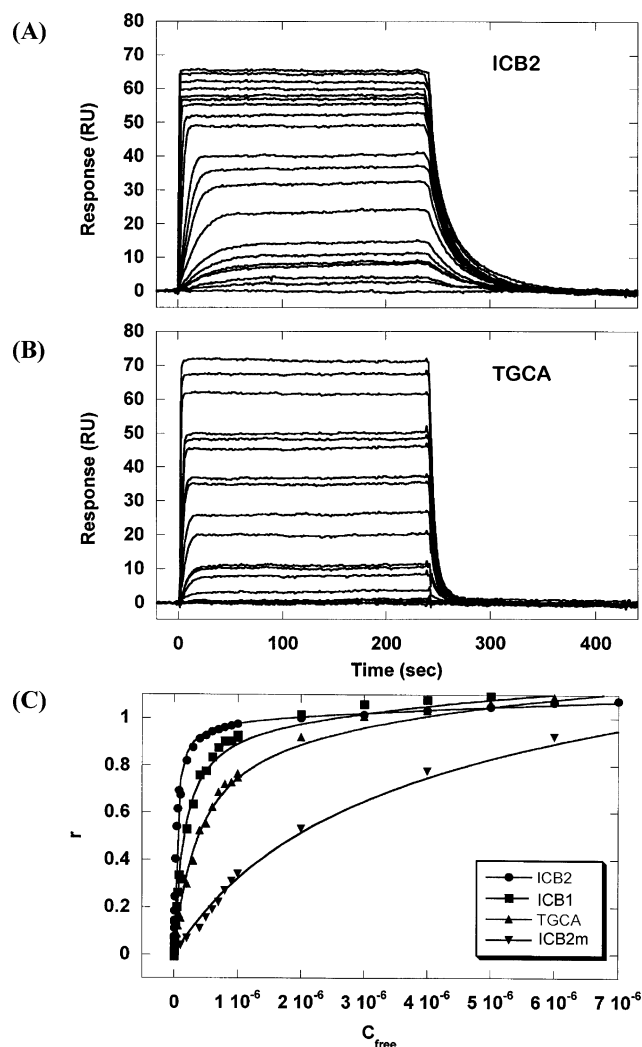 (A)
80
70
60
50
40
30
20
10
0
Response (RU)
ICB2
(B)
80
70
60
50
40
30
20
10
0
Response (RU)
TGCA
0 100 200 300 400
Time (sec)
(C)
1
0.8
0.6
0.4
0.2
0
r
ICB2
ICB1
TGCA
ICB2m
0 1 10-6 2 10-6 3 10-6 4 10-6 5 10-6 6 10-6 7 10-6
Cfree